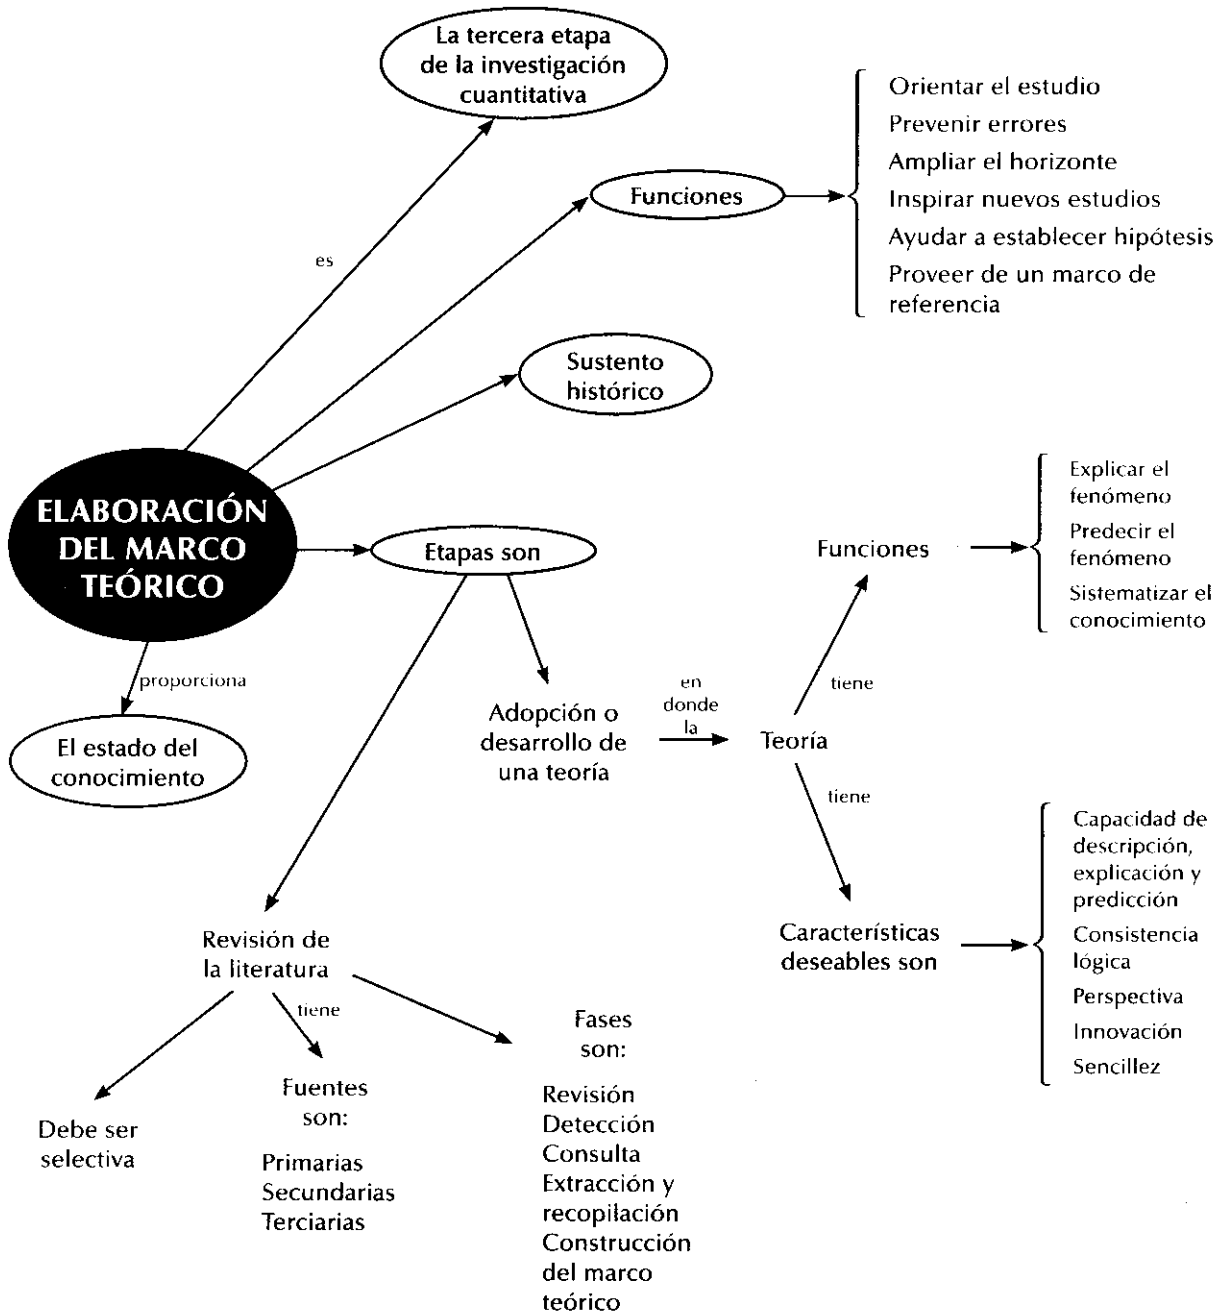 La tercera etapa
de la investigación
cuantitativa
Orientar el estudio
Prevenir errores
Ampliar el horizonte
Funciones
Inspirar nuevos estudios
Ayudar a establecer hipótesis
Proveer de un marco de
referencia
es
Sustento
histórico
ELABORACIÓN
DEL MARCO
TEÓRICO
Etapas son
Funciones
Explicar el
fenómeno
Predecir el
fenómeno
Sistematizar el
conocimiento
proporciona
El estado del
conocimiento
Adopción o
desarrollo de
una teoría
en
donde
la
Teoría
tiene
tiene
Características
deseables son
Capacidad de
descripción,
explicación y
predicción
Consistencia
lógica
Perspectiva
Innovación
Sencillez
Revisión de
la literatura
tiene
Debe ser
selectiva
Fuentes
son:
Primarias
Secundarias
Terciarias
Fases
son:
Revisión
Detección
Consulta
Extracción y
recopilación
Construcción
del marco
teórico